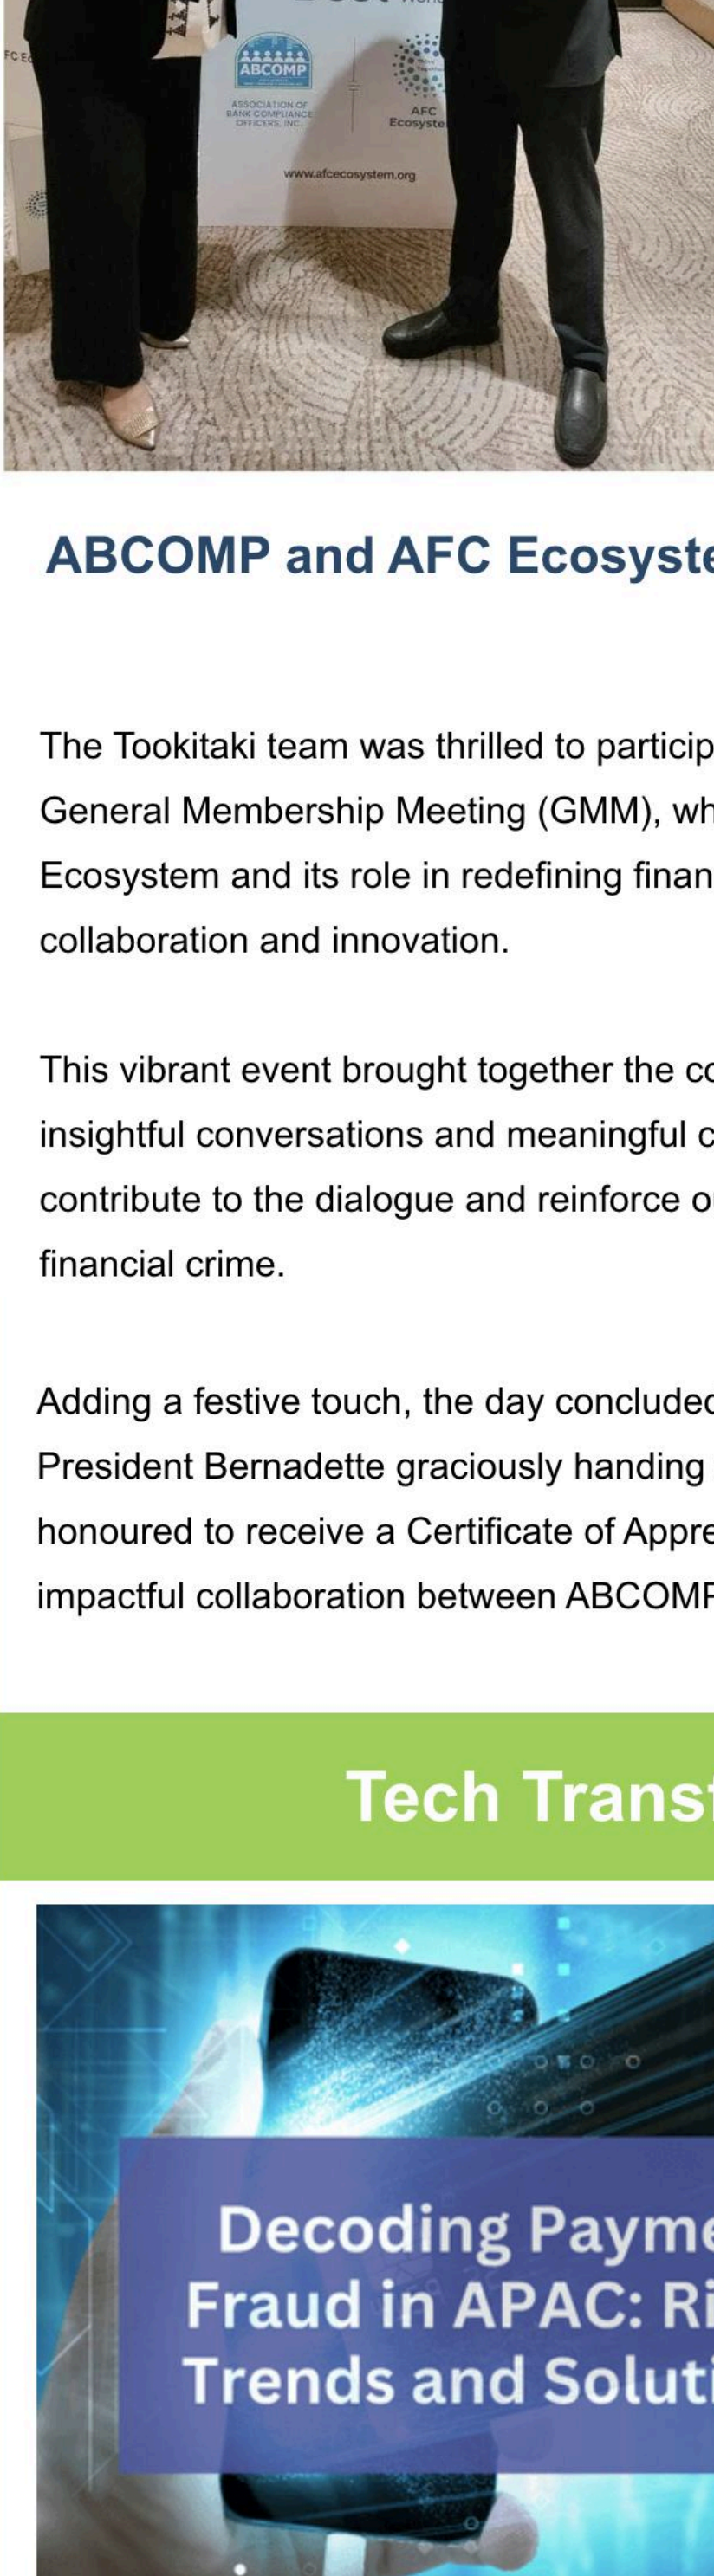 FC Ec
ABCOMP
ASSOCIATION OF
BANK COMPLIANCE
OFFICERS, INC.
AFC
Ecosyste
www.afcecosystem.org
ABCOMP and AFC Ecosyste
The Tookitaki team was thrilled to particip
General Membership Meeting (GMM), wh
Ecosystem and its role in redefining finan
collaboration and innovation.
This vibrant event brought together the co
insightful conversations and meaningful c
contribute to the dialogue and reinforce o
financial crime.
Adding a festive touch, the day concluded
President Bernadette graciously handing
honoured to receive a Certificate of Appre
impactful collaboration between ABCOMP
Tech Transf
Decoding Payme
Fraud in APAC: Ri
Trends and Soluti